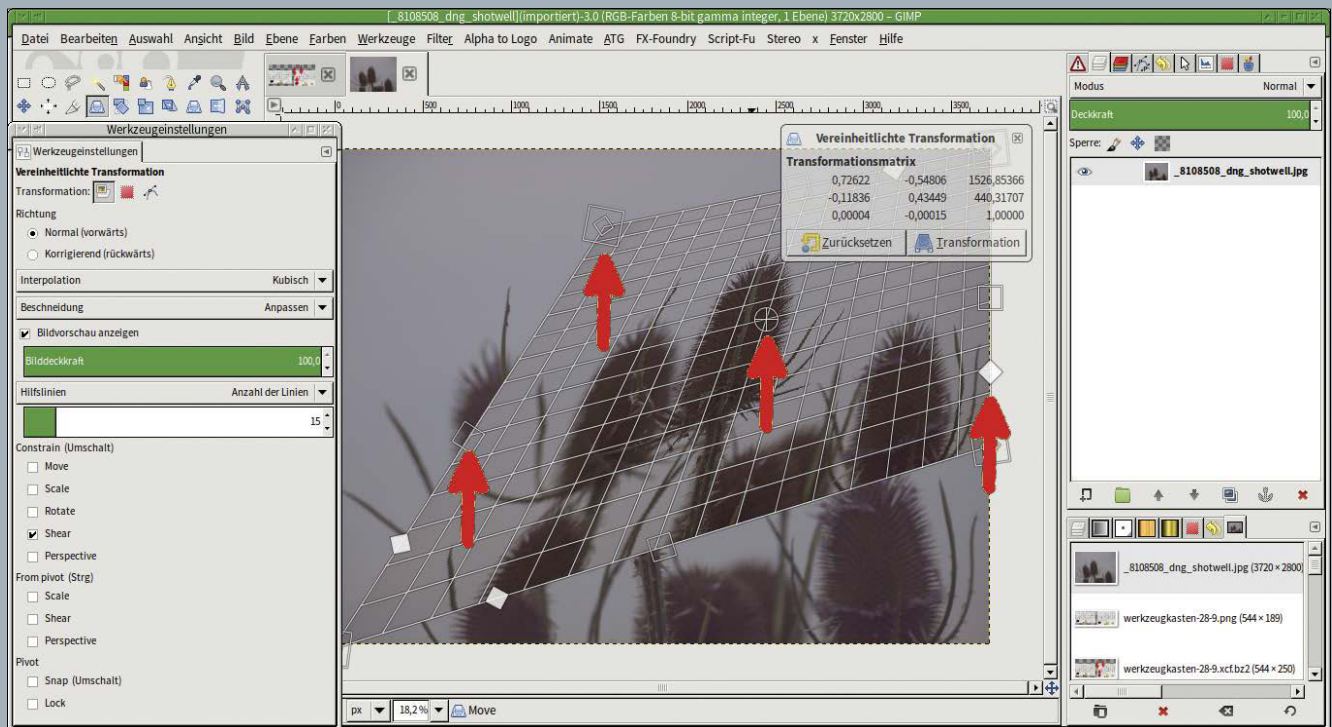 [_8108508_dng_shotwell](importiert)-3.0 (RGB-Farben 8-bit gamma integer, 1 Ebene) 3720x2800 – GIMP
Datei Bearbeiten Auswahl Ansicht Bild Ebene Farben Werkzeuge Filter Alpha to Logo Animate ATG FX-Foundry Script-Fu Stereo x Fenster Hilfe
0 500 1000 1500 2000 2500 3000 3500
Werkzeugeinstellungen
Werkzeugeinstellungen
Vereinheitlichte Transformation
Transformation:
Richtung
Normal (vorwärts)
Korrigierend (rückwärts)
Interpolation Kubisch
Beschneidung Anpassen
Bildvorschau anzeigen
Bilddeckkraft 100,0
Hilfslinien Anzahl der Linien
15
Constrain (Umschalt)
Move
Scale
Rotate
Shear
Perspective
From pivot (Strg)
Scale
Shear
Perspective
Pivot
Snap (Umschalt)
Lock
Vereinheitlichte Transformation
Transformationsmatrix
0,72622 -0,54806 1526,85366
-0,11836 0,43449 440,31707
0,00004 -0,00015 1,00000
Zurücksetzen Transformation
px 18,2 % Move
Modus Normal
Deckkraft 100,0
Sperre:
_8108508_dng_shotwell.jpg
_8108508_dng_shotwell.jpg (3720 × 2800)
werkzeugkasten-28-9.png (544 × 189)
werkzeugkasten-28-9.xcf.bz2 (544 × 250)